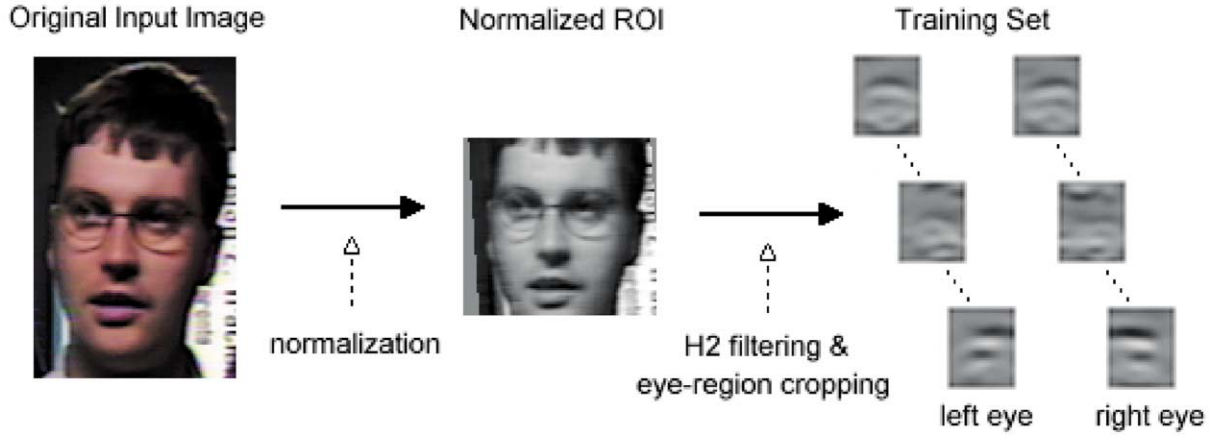 Original Input Image
Normalized ROI
Training Set
normalization
H2 filtering &
eye-region cropping
left eye
right eye